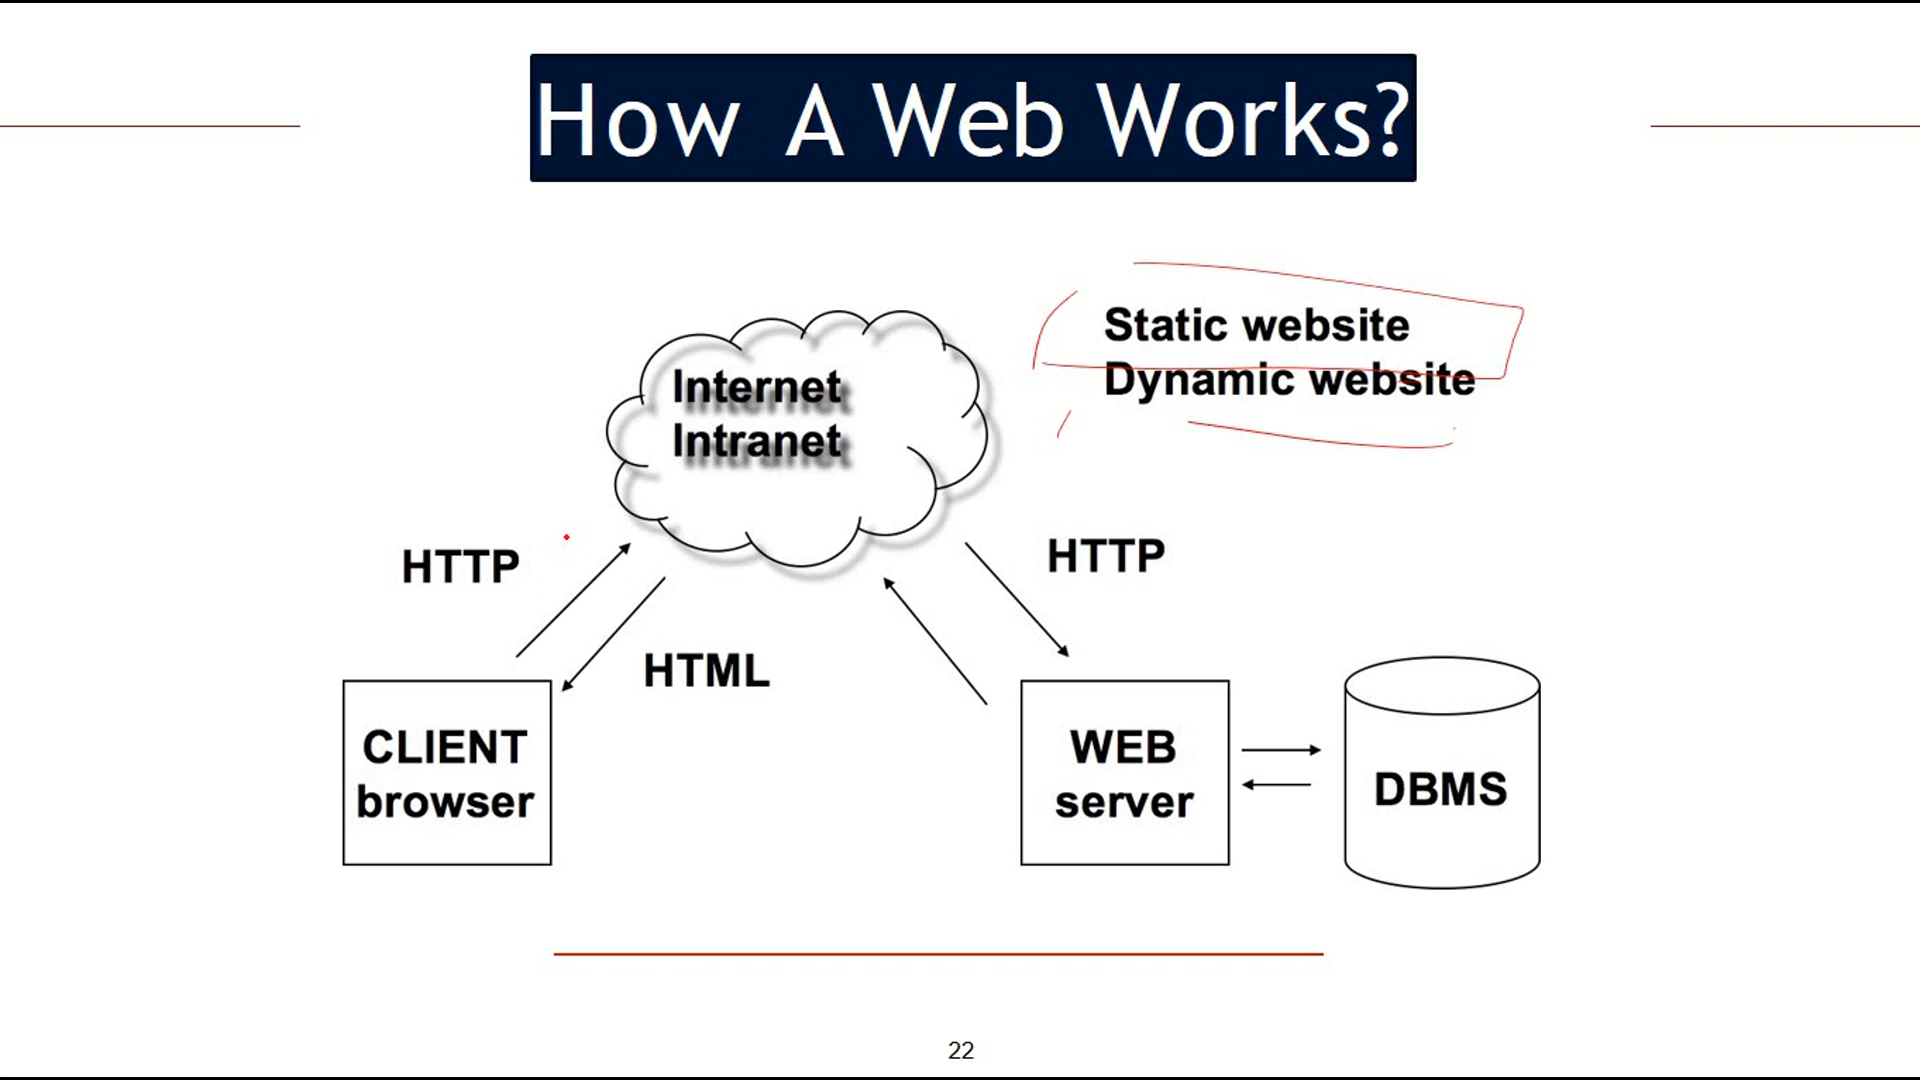 How A Web Works?
Static website
Dynamic website
Internet
Intranet
HTTP
HTTP
HTML
CLIENT
browser
WEB
server
DBMS
22